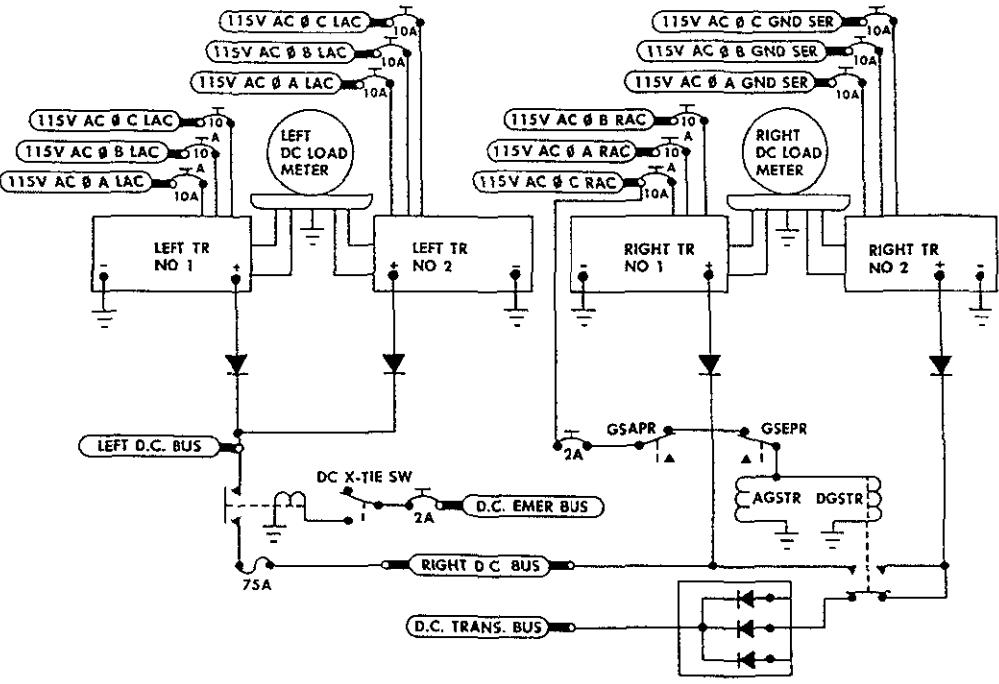 115V AC Ø C LAC
10A
115V AC Ø B LAC
10A
115V AC Ø A LAC
10A
115V AC Ø C GND SER
10A
115V AC Ø B GND SER
10A
115V AC Ø A GND SER
10A
115V AC Ø C LAC
10
A
115V AC Ø B LAC
10
A
115V AC Ø A LAC
10A
LEFT
DC LOAD
METER
115V AC Ø B RAC
10
A
115V AC Ø A RAC
10
A
115V AC Ø C RAC
10A
RIGHT
DC LOAD
METER
LEFT TR
NO 1
- +
LEFT TR
NO 2
+ -
RIGHT TR
NO 1
- +
RIGHT TR
NO 2
+ -
LEFT D.C. BUS
DC X-TIE SW
2A
D.C. EMER BUS
2A
GSAPR
GSEPR
AGSTR
DGSTR
75A
RIGHT D C BUS
D.C. TRANS. BUS